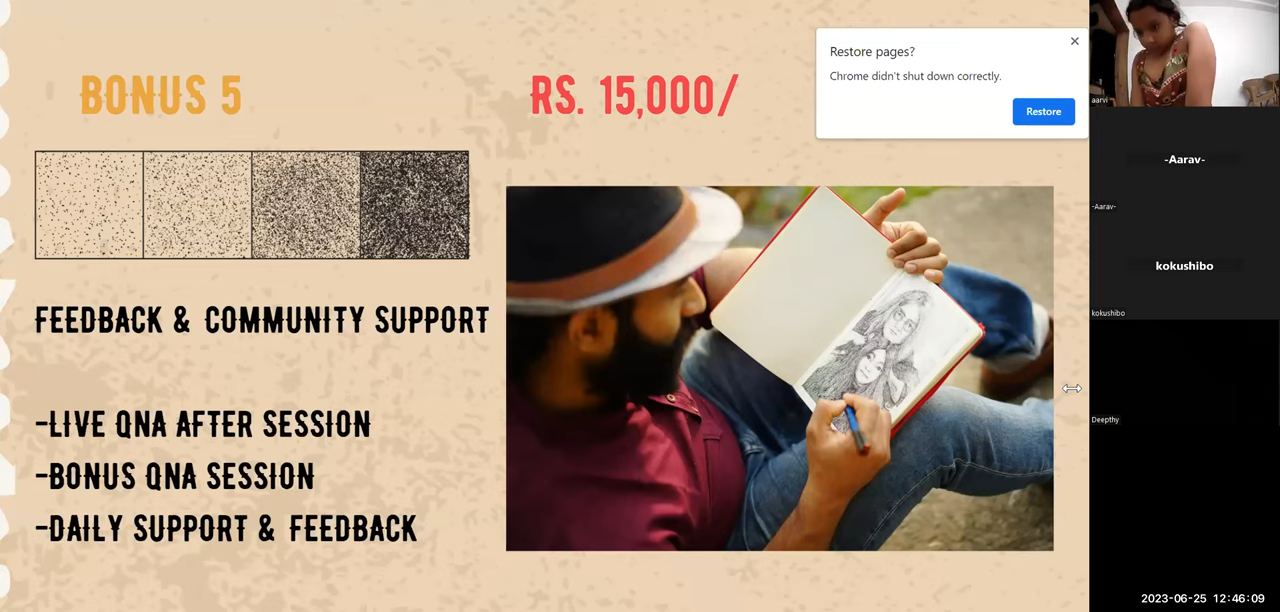 BONUS 5
RS. 15,000/
FEEDBACK & COMMUNITY SUPPORT
-LIVE QNA AFTER SESSION
-BONUS QNA SESSION
-DAILY SUPPORT & FEEDBACK
Restore pages?
Chrome didn't shut down correctly.
Restore
aarvi
-Aarav-
-Aarav-
kokushibo
kokushibo
Deepthy
2023-06-25 12:46:09